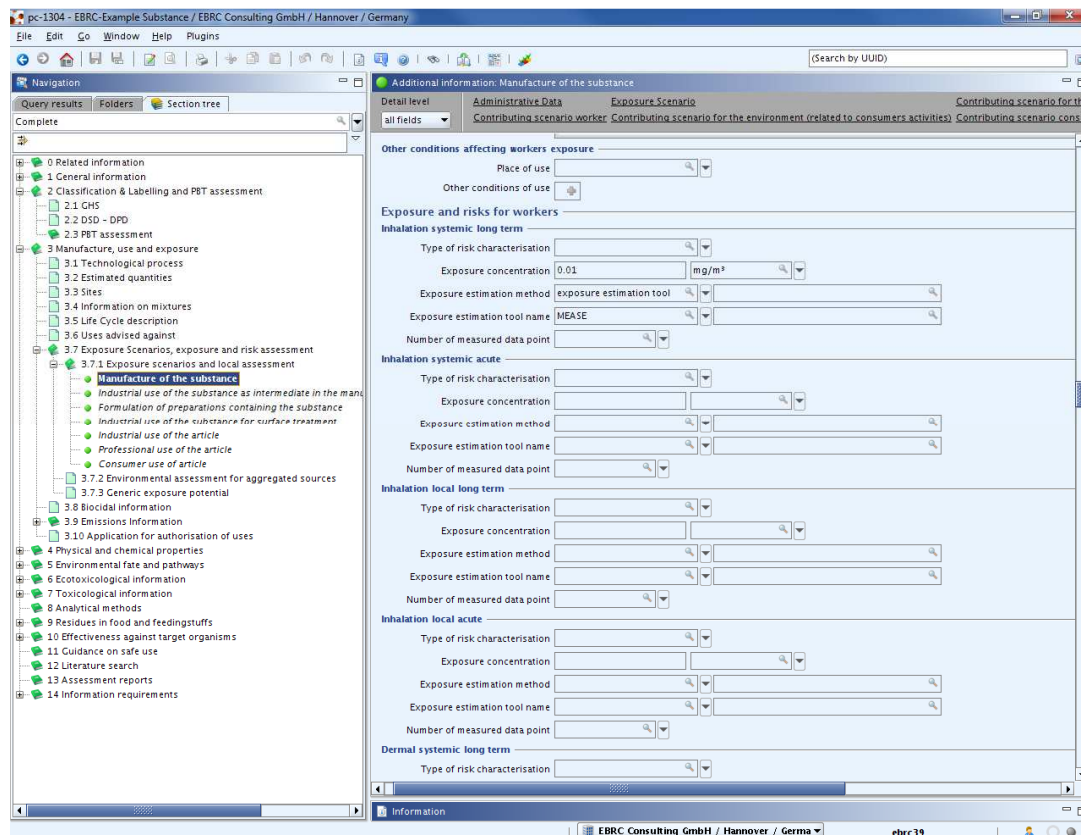 pc-1304 - EBRC-Example Substance / EBRC Consulting GmbH / Hannover / Germany
File Edit Go Window Help Plugins
(Search by UUID)
Navigation
Query results Folders Section tree
Complete
0 Related information
1 General information
2 Classification & Labelling and PBT assessment
2.1 GHS
2.2 DSD - DPD
2.3 PBT assessment
3 Manufacture, use and exposure
3.1 Technological process
3.2 Estimated quantities
3.3 Sites
3.4 Information on mixtures
3.5 Life Cycle description
3.6 Uses advised against
3.7 Exposure Scenarios, exposure and risk assessment
3.7.1 Exposure scenarios and local assessment
Manufacture of the substance
Industrial use of the substance as intermediate in the manu
Formulation of preparations containing the substance
Industrial use of the substance for surface treatment
Industrial use of the article
Professional use of the article
Consumer use of article
3.7.2 Environmental assessment for aggregated sources
3.7.3 Generic exposure potential
3.8 Biocidal information
3.9 Emissions Information
3.10 Application for authorisation of uses
4 Physical and chemical properties
5 Environmental fate and pathways
6 Ecotoxicological information
7 Toxicological information
8 Analytical methods
9 Residues in food and feedingstuffs
10 Effectiveness against target organisms
11 Guidance on safe use
12 Literature search
13 Assessment reports
14 Information requirements
Additional information: Manufacture of the substance
Detail level Administrative Data Exposure Scenario Contributing scenario for th
all fields Contributing scenario worker Contributing scenario for the environment (related to consumers activities) Contributing scenario cons
Other conditions affecting workers exposure
Place of use
Other conditions of use
Exposure and risks for workers
Inhalation systemic long term
Type of risk characterisation
Exposure concentration 0.01 mg/m³
Exposure estimation method exposure estimation tool
Exposure estimation tool name MEASE
Number of measured data point
Inhalation systemic acute
Type of risk characterisation
Exposure concentration
Exposure estimation method
Exposure estimation tool name
Number of measured data point
Inhalation local long term
Type of risk characterisation
Exposure concentration
Exposure estimation method
Exposure estimation tool name
Number of measured data point
Inhalation local acute
Type of risk characterisation
Exposure concentration
Exposure estimation method
Exposure estimation tool name
Number of measured data point
Dermal systemic long term
Type of risk characterisation
Information
EBRC Consulting GmbH / Hannover / Germa ebrc39